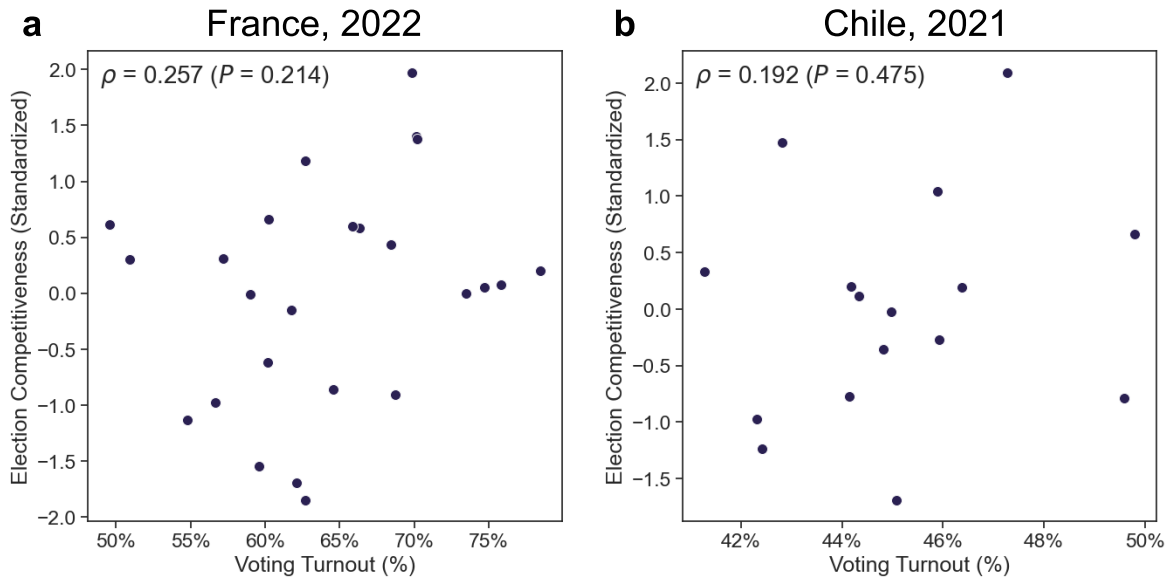 a France, 2022
ρ = 0.257 (P = 0.214)
Election Competitiveness (Standardized)
2.0
1.5
1.0
0.5
0.0
−0.5
−1.0
−1.5
−2.0
50% 55% 60% 65% 70% 75%
Voting Turnout (%)
b Chile, 2021
ρ = 0.192 (P = 0.475)
Election Competitiveness (Standardized)
2.0
1.5
1.0
0.5
0.0
−0.5
−1.0
−1.5
42% 44% 46% 48% 50%
Voting Turnout (%)